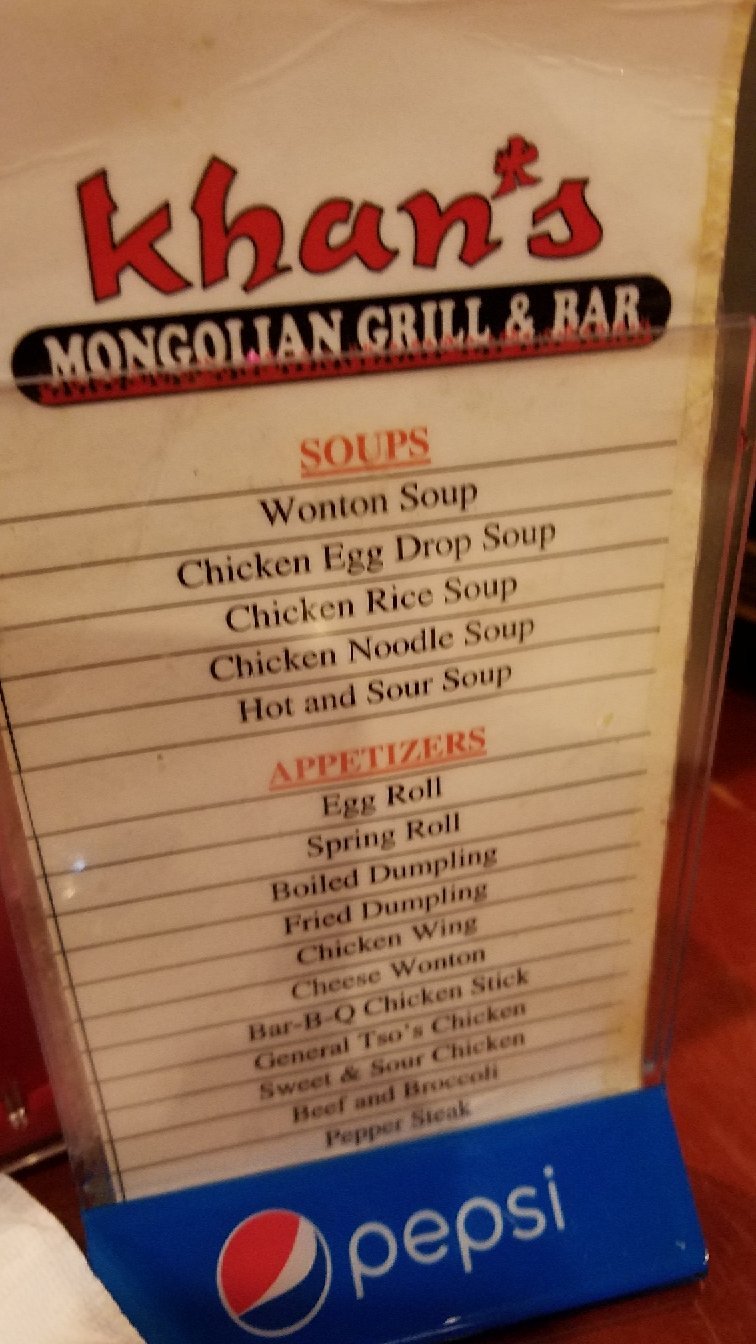 khan's
MONGOLIAN GRILL & BAR
SOUPS
Wonton Soup
Chicken Egg Drop Soup
Chicken Rice Soup
Chicken Noodle Soup
Hot and Sour Soup
APPETIZERS
Egg Roll
Spring Roll
Boiled Dumpling
Fried Dumpling
Chicken Wing
Cheese Wonton
Bar-B-Q Chicken Stick
General Tso's Chicken
Sweet & Sour Chicken
Beef and Broccoli
Pepper Steak
pepsi